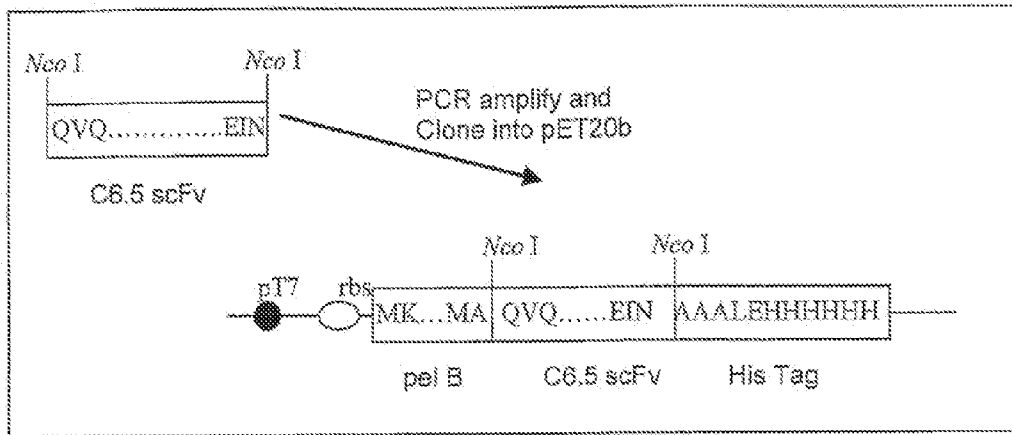 Nco I Nco I
PCR amplify and
Clone into pET20b
QVQ..............EIN
C6.5 scFv
Nco I Nco I
pT7 rbs
MK...MA QVQ......EIN AAALEHHHHHH
pel B C6.5 scFv His Tag